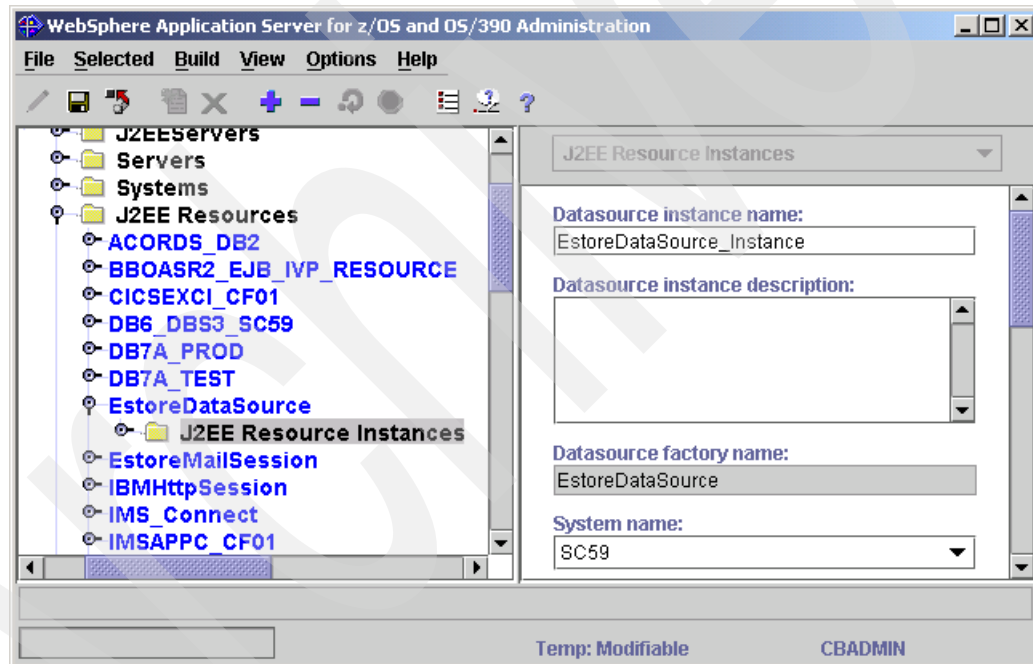 WebSphere Application Server for z/OS and OS/390 Administration
File Selected Build View Options Help
J2EEServers
Servers
Systems
J2EE Resources
ACORDS_DB2
BBOASR2_EJB_IVP_RESOURCE
CICSEXCI_CF01
DB6_DBS3_SC59
DB7A_PROD
DB7A_TEST
EstoreDataSource
J2EE Resource Instances
EstoreMailSession
IBMHttpSession
IMS_Connect
IMSAPPC_CF01
J2EE Resource Instances
Datasource instance name:
EstoreDataSource_Instance
Datasource instance description:
Datasource factory name:
EstoreDataSource
System name:
SC59
Temp: Modifiable CBADMIN